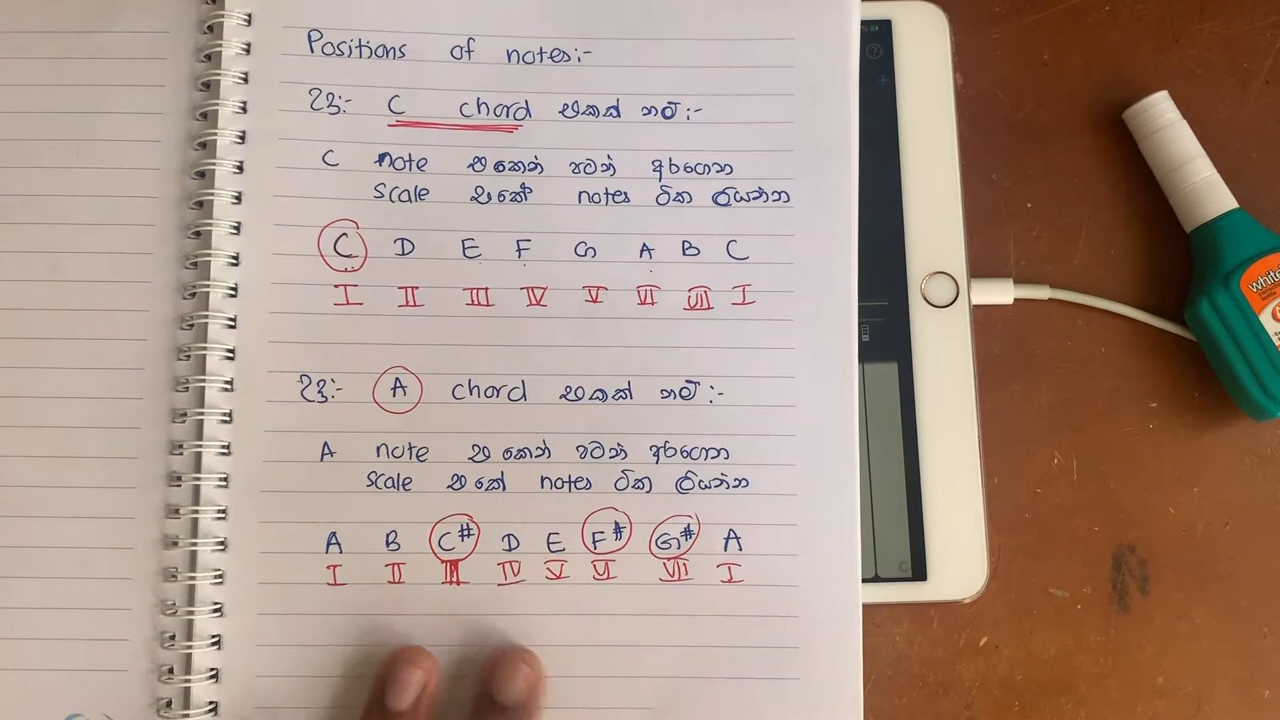 Positions of notes:-
උදා:- C chord එකක් නම්:-
C note එකෙන් පටන් අරගෙන
scale එකේ notes ටික ලියන්න
C D E F G A B C
I II III IV V VI VII I
උදා:- A chord එකක් නම්:-
A note එකෙන් පටන් අරගෙන
scale එකේ notes ටික ලියන්න
A B C# D E F# G# A
I II III IV V VI VII I
white